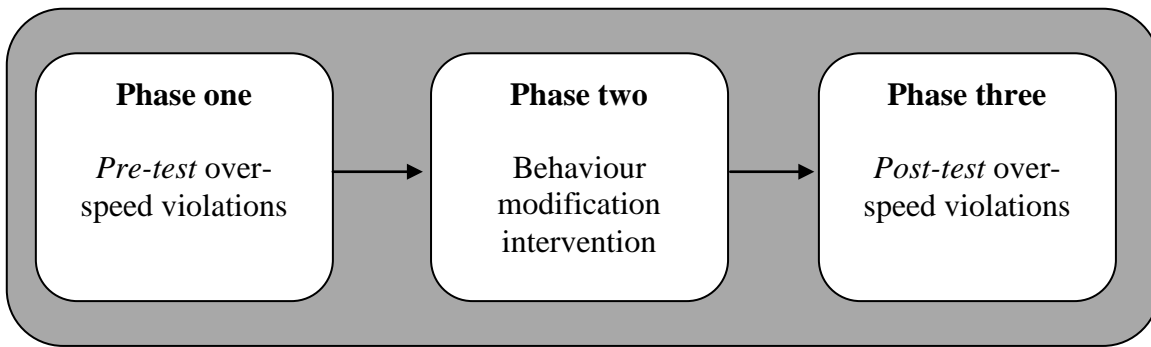 Phase one
Pre-test over-
speed violations
Phase two
Behaviour
modification
intervention
Phase three
Post-test over-
speed violations